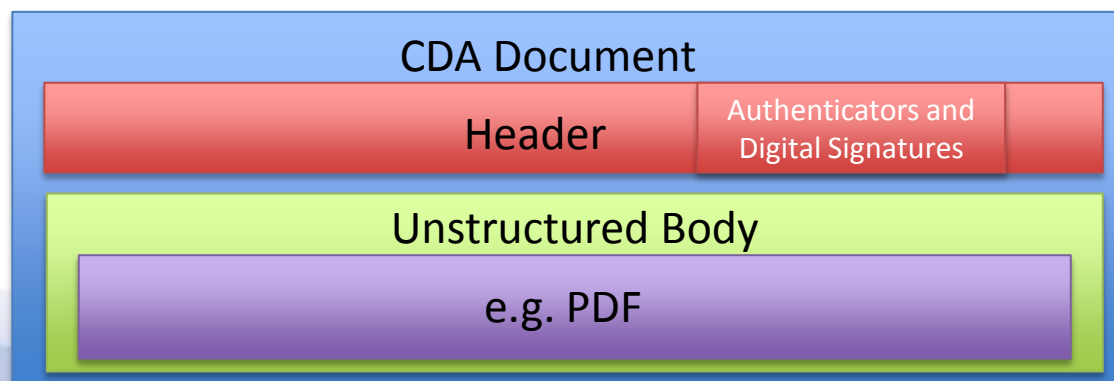 CDA Document
Header
Authenticators and
Digital Signatures
Unstructured Body
e.g. PDF